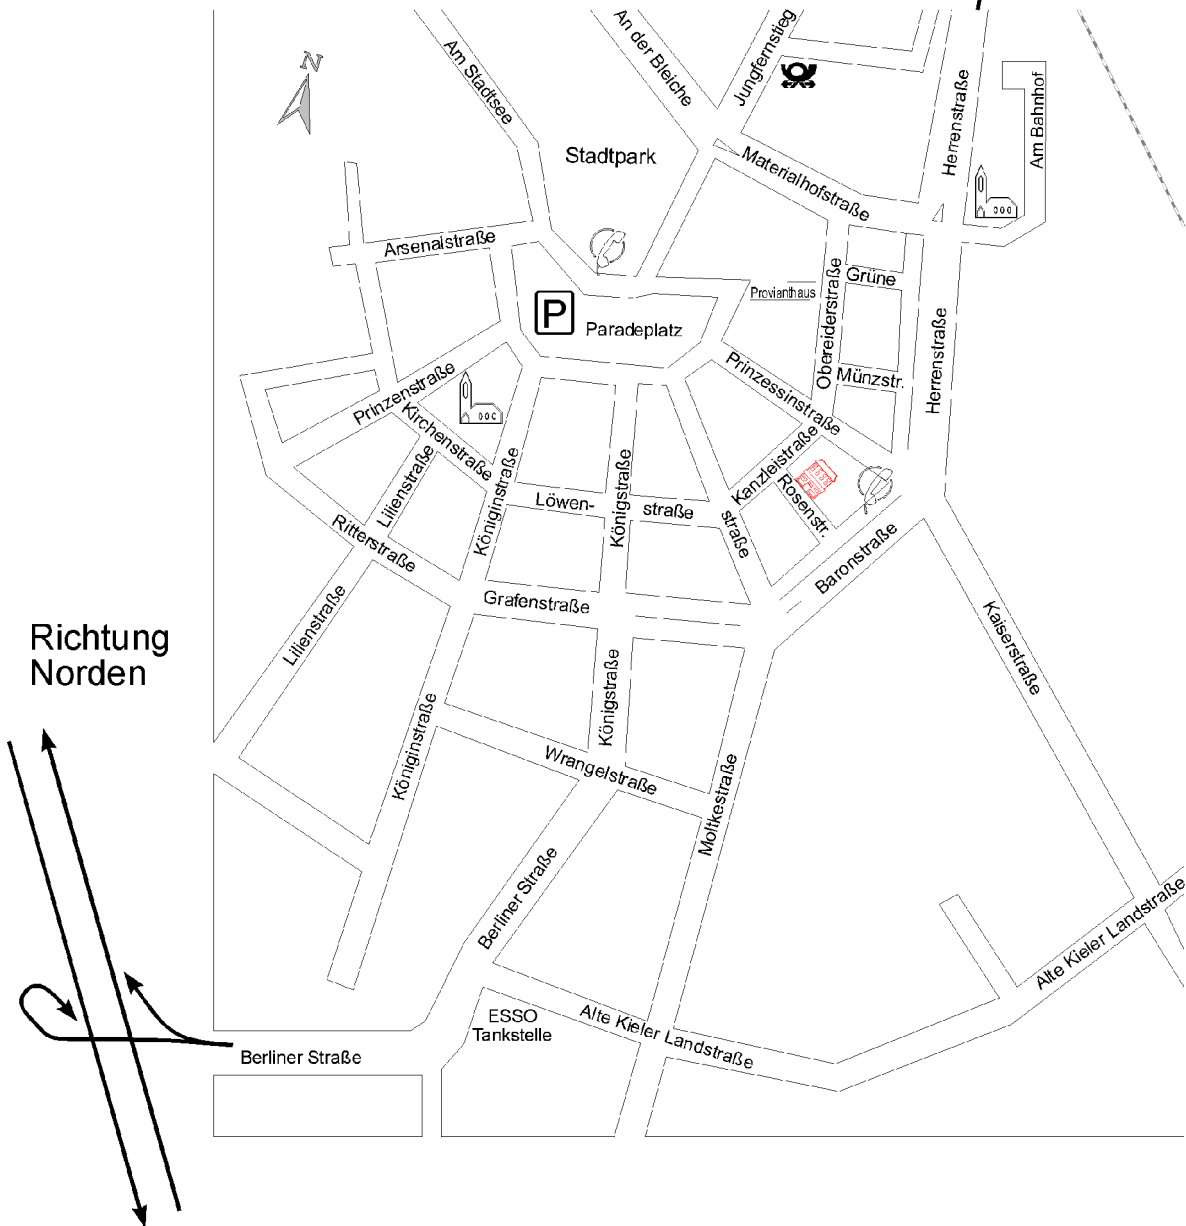 N
Am Stadtsee
An der Bleiche
Jungfernstieg
Herrenstraße
Am Bahnhof
Stadtpark
Materialhofstraße
Arsenalstraße
Grüne
Provianthaus
P
Paradeplatz
Obereiderstraße
Herrenstraße
Münzstr.
Prinzessinstraße
Prinzenstraße
Kirchenstraße
Lilienstraße
Königinstraße
Königstraße
Kanzleistraße
Rosenstr.
Löwen-
straße
straße
Ritterstraße
Baronstraße
Grafenstraße
Lilienstraße
Kaiserstraße
Richtung
Norden
Königstraße
Königinstraße
Wrangelstraße
Moltkestraße
Berliner Straße
Alte Kieler Landstraße
ESSO
Tankstelle
Alte Kieler Landstraße
Berliner Straße